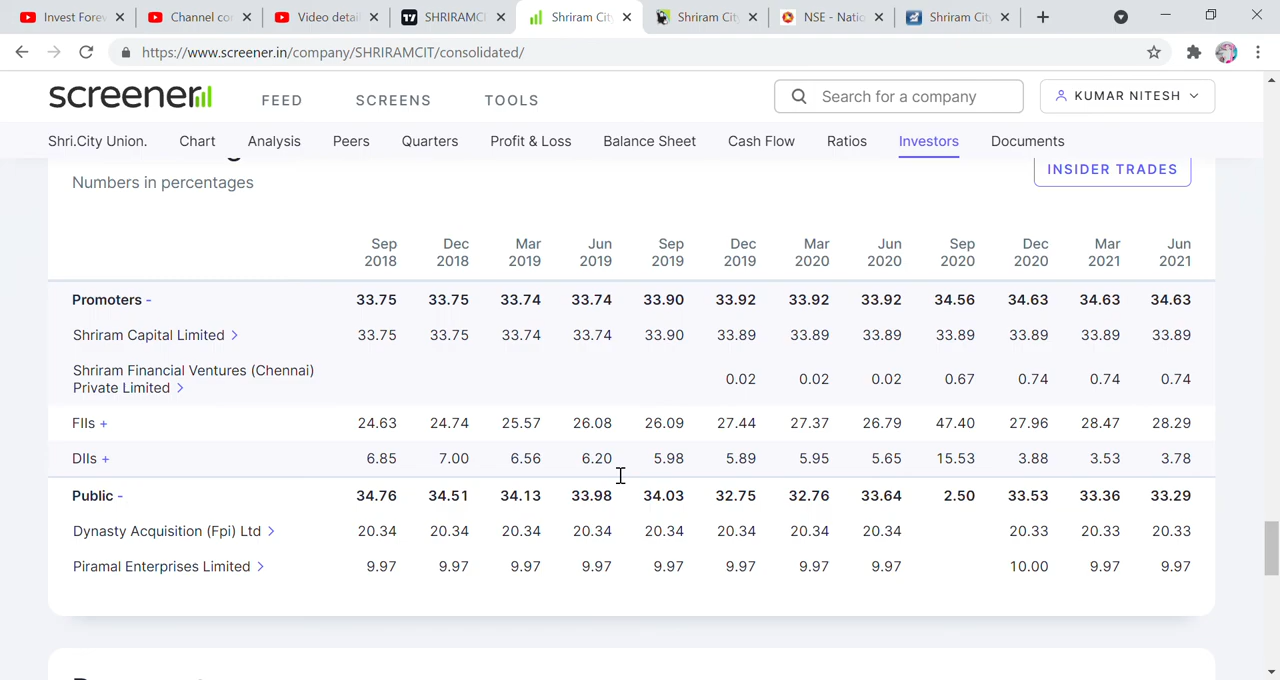 Invest Forev
Channel co
Video detai
SHRIRAMC
Shriram City
Shriram City
NSE - Natio
Shriram City
https://www.screener.in/company/SHRIRAMCIT/consolidated/
screener
FEED
SCREENS
TOOLS
Search for a company
KUMAR NITESH
Shri.City Union.
Chart
Analysis
Peers
Quarters
Profit & Loss
Balance Sheet
Cash Flow
Ratios
Investors
Documents
Numbers in percentages
INSIDER TRADES
Sep 2018 Dec 2018 Mar 2019 Jun 2019 Sep 2019 Dec 2019 Mar 2020 Jun 2020 Sep 2020 Dec 2020 Mar 2021 Jun 2021
Promoters - 33.75 33.75 33.74 33.74 33.90 33.92 33.92 33.92 34.56 34.63 34.63 34.63
Shriram Capital Limited > 33.75 33.75 33.74 33.74 33.90 33.89 33.89 33.89 33.89 33.89 33.89 33.89
Shriram Financial Ventures (Chennai)
Private Limited > 0.02 0.02 0.02 0.67 0.74 0.74 0.74
FIIs + 24.63 24.74 25.57 26.08 26.09 27.44 27.37 26.79 47.40 27.96 28.47 28.29
DIIs + 6.85 7.00 6.56 6.20 5.98 5.89 5.95 5.65 15.53 3.88 3.53 3.78
Public - 34.76 34.51 34.13 33.98 34.03 32.75 32.76 33.64 2.50 33.53 33.36 33.29
Dynasty Acquisition (Fpi) Ltd > 20.34 20.34 20.34 20.34 20.34 20.34 20.34 20.34 20.33 20.33 20.33
Piramal Enterprises Limited > 9.97 9.97 9.97 9.97 9.97 9.97 9.97 9.97 10.00 9.97 9.97